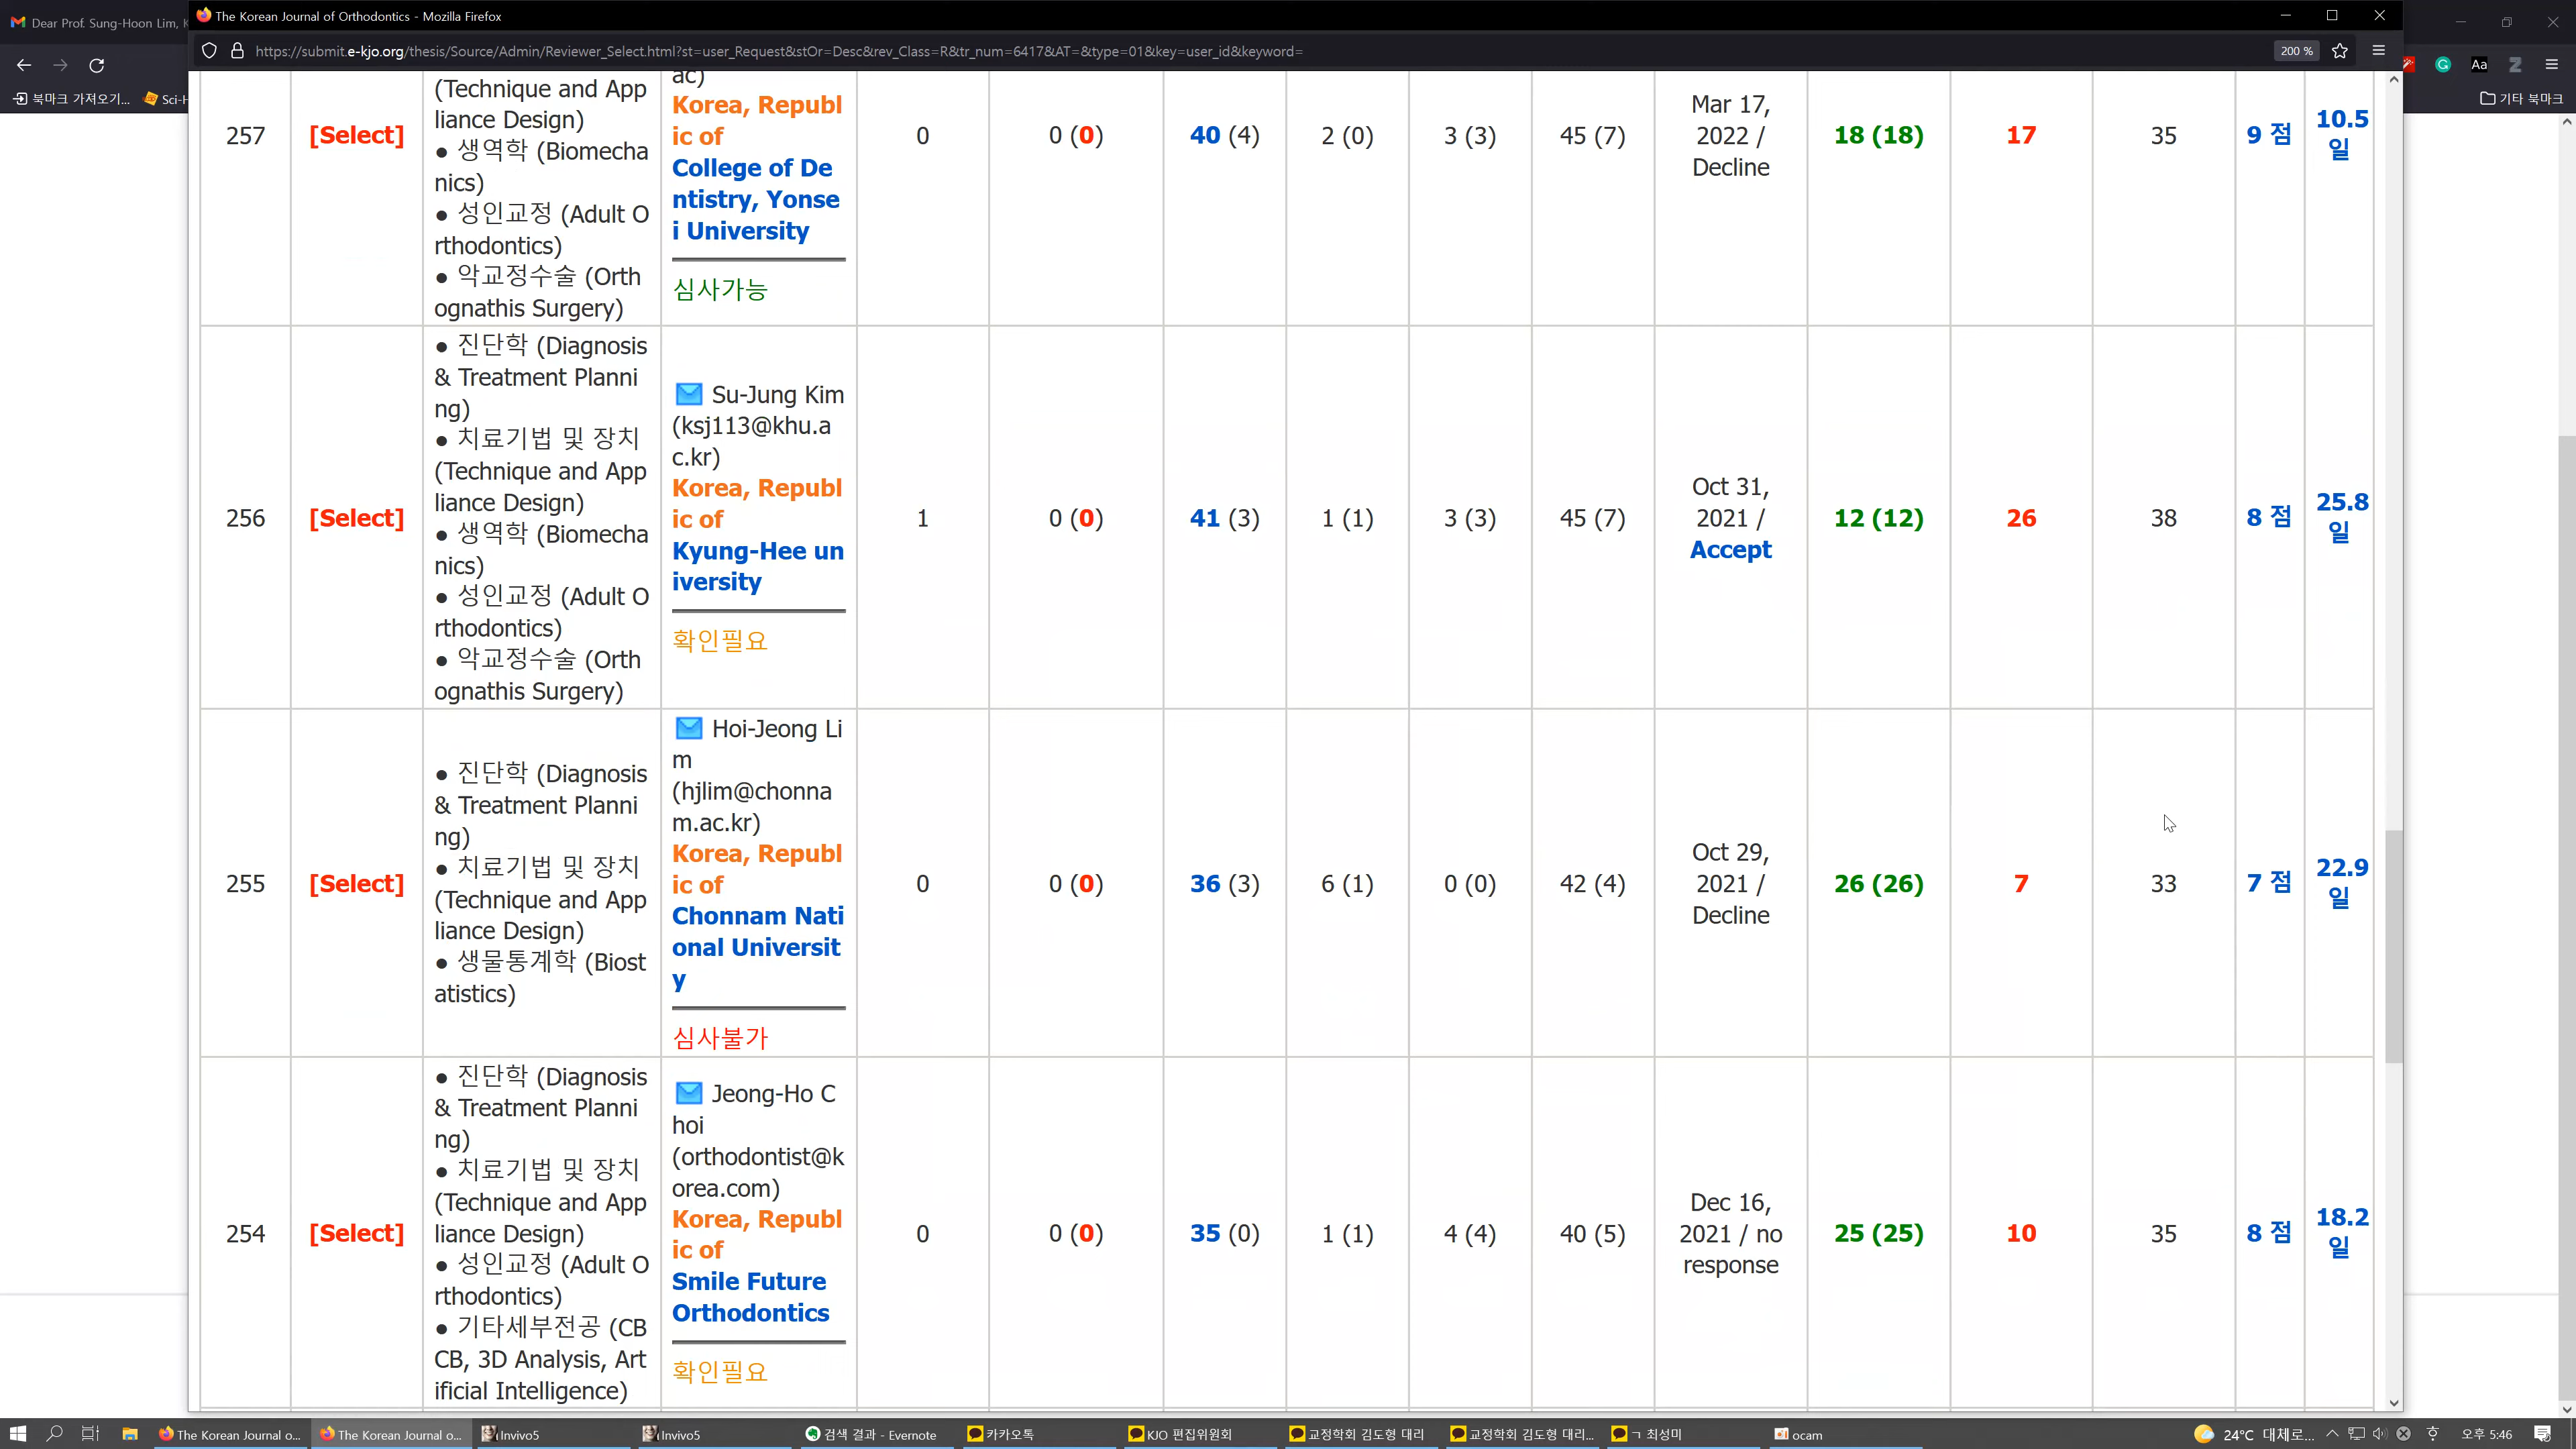 Dear Prof. Sung-Hoon Lim, K
The Korean Journal of Orthodontics - Mozilla Firefox
https://submit.e-kjo.org/thesis/Source/Admin/Reviewer_Select.html?st=user_Request&stOr=Desc&rev_Class=R&tr_num=6417&AT=&type=01&key=user_id&keyword=
200 %
북마크 가져오기...
Sci-H
Aa
기타 북마크
257
[Select]
(Technique and App
liance Design)
● 생역학 (Biomecha
nics)
● 성인교정 (Adult O
rthodontics)
● 악교정수술 (Orth
ognathis Surgery)
ac)
Korea, Republ
ic of
College of De
ntistry, Yonse
i University
심사가능
0
0 (0)
40 (4)
2 (0)
3 (3)
45 (7)
Mar 17,
2022 /
Decline
18 (18)
17
35
9 점
10.5
일
256
[Select]
● 진단학 (Diagnosis
& Treatment Planni
ng)
● 치료기법 및 장치
(Technique and App
liance Design)
● 생역학 (Biomecha
nics)
● 성인교정 (Adult O
rthodontics)
● 악교정수술 (Orth
ognathis Surgery)
Su-Jung Kim
(ksj113@khu.a
c.kr)
Korea, Republ
ic of
Kyung-Hee un
iversity
확인필요
1
0 (0)
41 (3)
1 (1)
3 (3)
45 (7)
Oct 31,
2021 /
Accept
12 (12)
26
38
8 점
25.8
일
255
[Select]
● 진단학 (Diagnosis
& Treatment Planni
ng)
● 치료기법 및 장치
(Technique and App
liance Design)
● 생물통계학 (Biost
atistics)
Hoi-Jeong Li
m
(hjlim@chonna
m.ac.kr)
Korea, Republ
ic of
Chonnam Nati
onal Universit
y
심사불가
0
0 (0)
36 (3)
6 (1)
0 (0)
42 (4)
Oct 29,
2021 /
Decline
26 (26)
7
33
7 점
22.9
일
254
[Select]
● 진단학 (Diagnosis
& Treatment Planni
ng)
● 치료기법 및 장치
(Technique and App
liance Design)
● 성인교정 (Adult O
rthodontics)
● 기타세부전공 (CB
CB, 3D Analysis, Art
ificial Intelligence)
Jeong-Ho C
hoi
(orthodontist@k
orea.com)
Korea, Republ
ic of
Smile Future
Orthodontics
확인필요
0
0 (0)
35 (0)
1 (1)
4 (4)
40 (5)
Dec 16,
2021 / no
response
25 (25)
10
35
8 점
18.2
일
The Korean Journal o...
The Korean Journal o...
Invivo5
Invivo5
검색 결과 - Evernote
카카오톡
KJO 편집위원회
교정학회 김도형 대리
교정학회 김도형 대리...
ㄱ 최성미
ocam
24°C 대체로...
오후 5:46